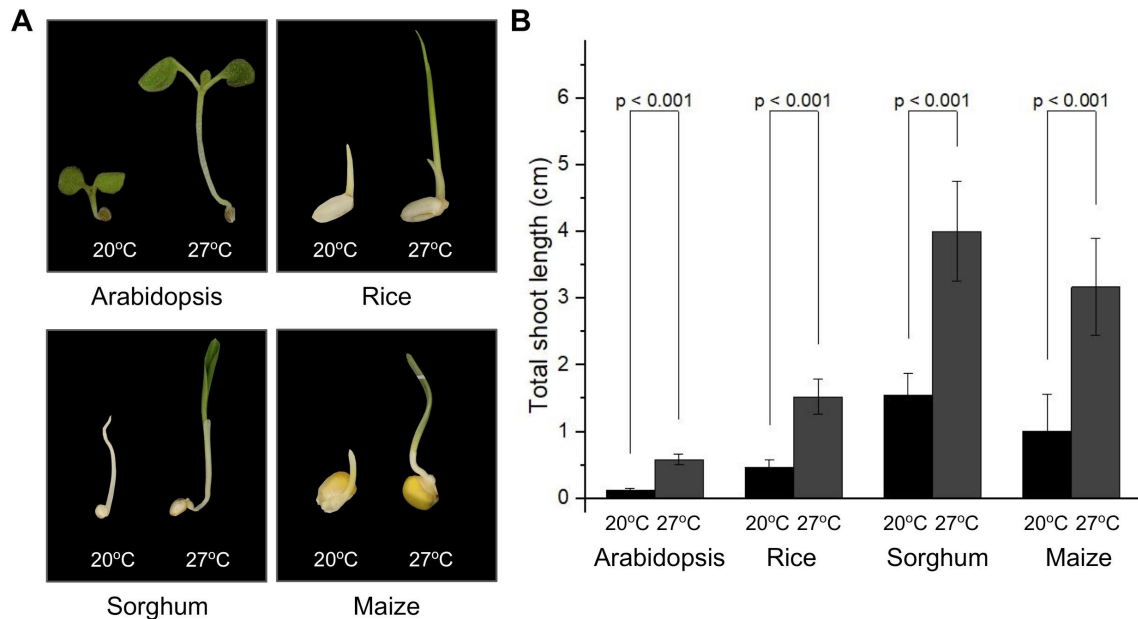 A
20ºC 27ºC
Arabidopsis
20ºC 27ºC
Rice
20ºC 27ºC
Sorghum
20ºC 27ºC
Maize
B
Total shoot length (cm)
6
5
4
3
2
1
0
p < 0.001 p < 0.001 p < 0.001 p < 0.001
20ºC 27ºC 20ºC 27ºC 20ºC 27ºC 20ºC 27ºC
Arabidopsis Rice Sorghum Maize